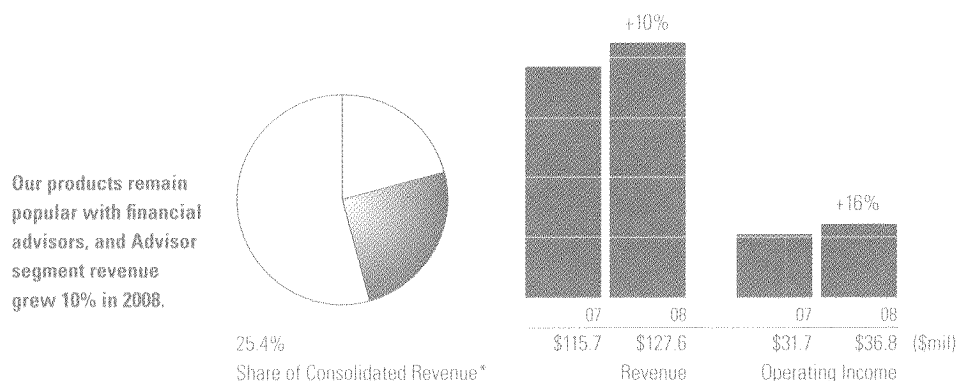 Our products remain
popular with financial
advisors, and Advisor
segment revenue
grew 10% in 2008.
25.4%
Share of Consolidated Revenue*
+10%
07 08
$115.7 $127.6
Revenue
+16%
07 08
$31.7 $36.8 ($mil)
Operating Income